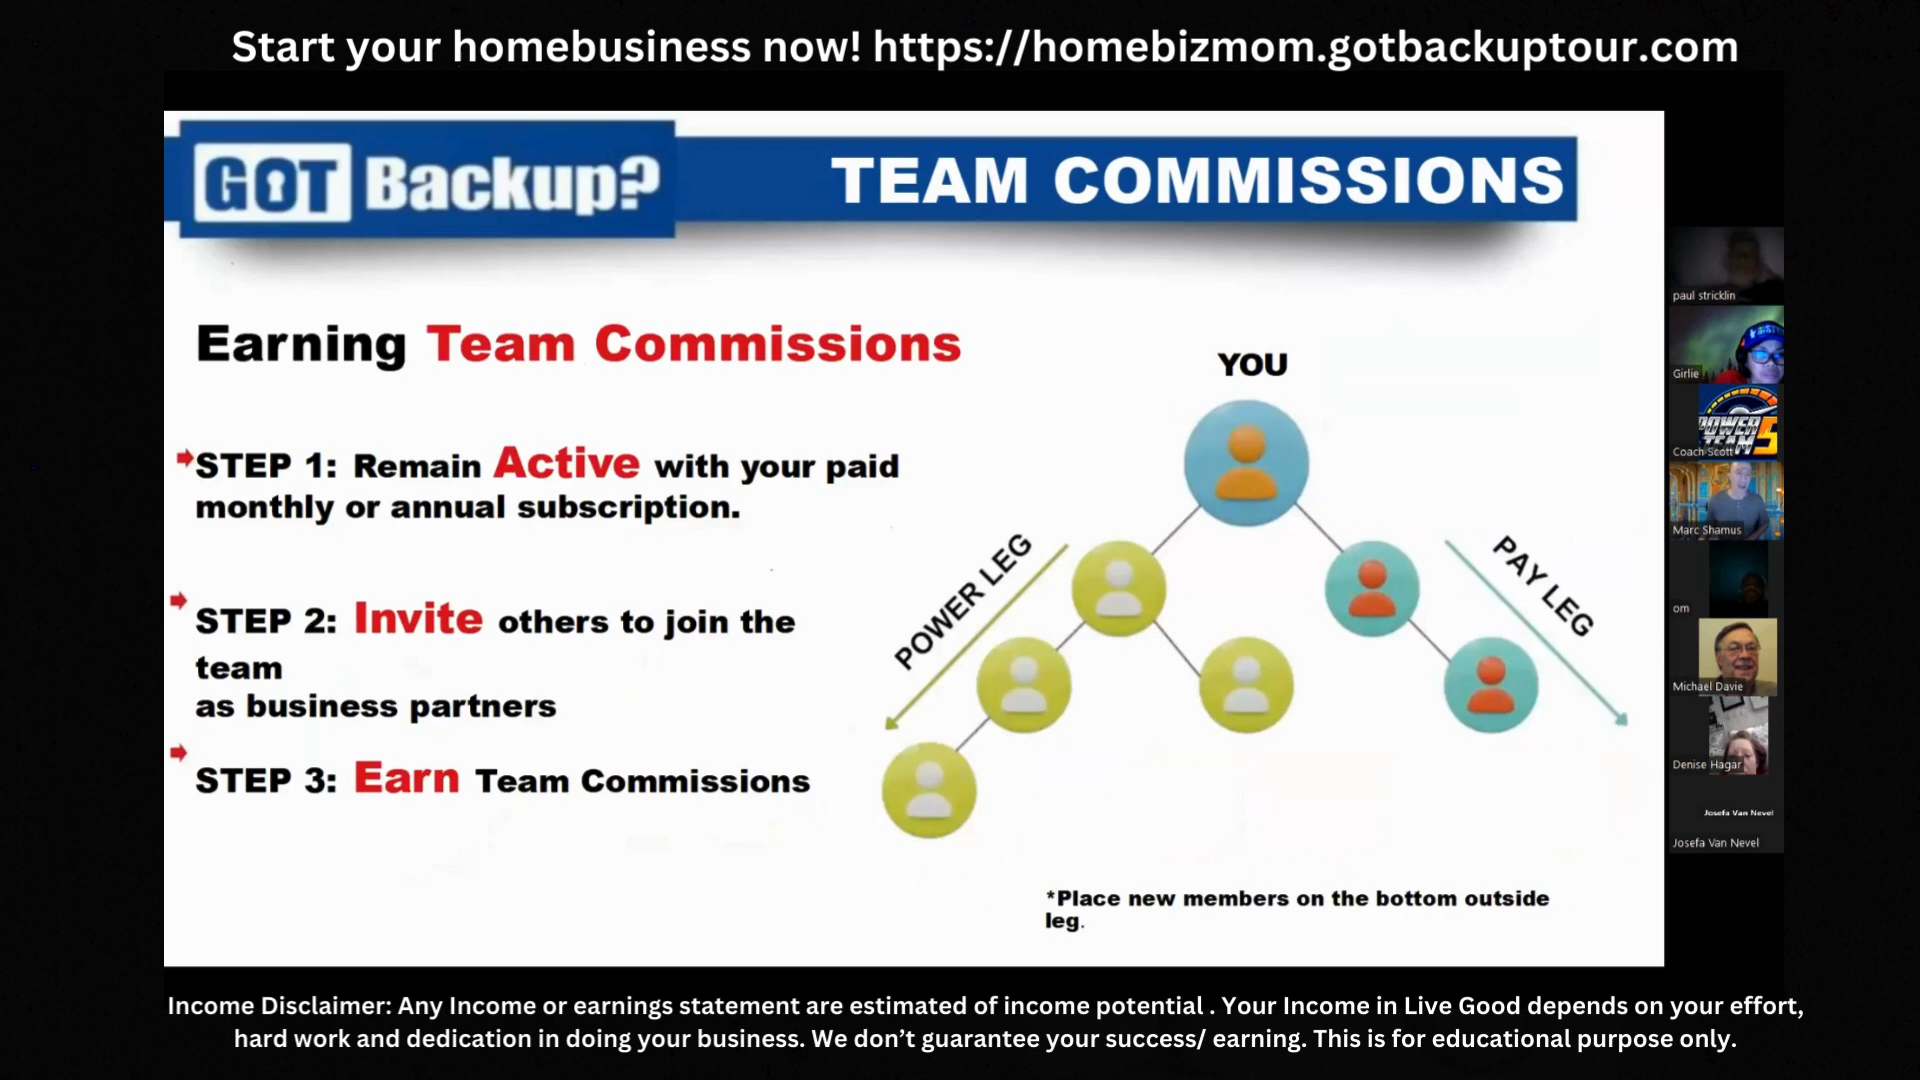 Start your homebusiness now! https://homebizmom.gotbackuptour.com
GOT Backup?
TEAM COMMISSIONS
Earning Team Commissions
STEP 1: Remain Active with your paid
monthly or annual subscription.
STEP 2: Invite others to join the
team
as business partners
STEP 3: Earn Team Commissions
YOU
POWER LEG
PAY LEG
*Place new members on the bottom outside
leg.
paul stricklin
Girlie
POWER
TEAM 5
Coach Scott
Marc Shamus
om
Michael Davie
Denise Hagar
Josefa Van Nevel
Josefa Van Nevel
Income Disclaimer: Any Income or earnings statement are estimated of income potential . Your Income in Live Good depends on your effort,
hard work and dedication in doing your business. We don’t guarantee your success/ earning. This is for educational purpose only.